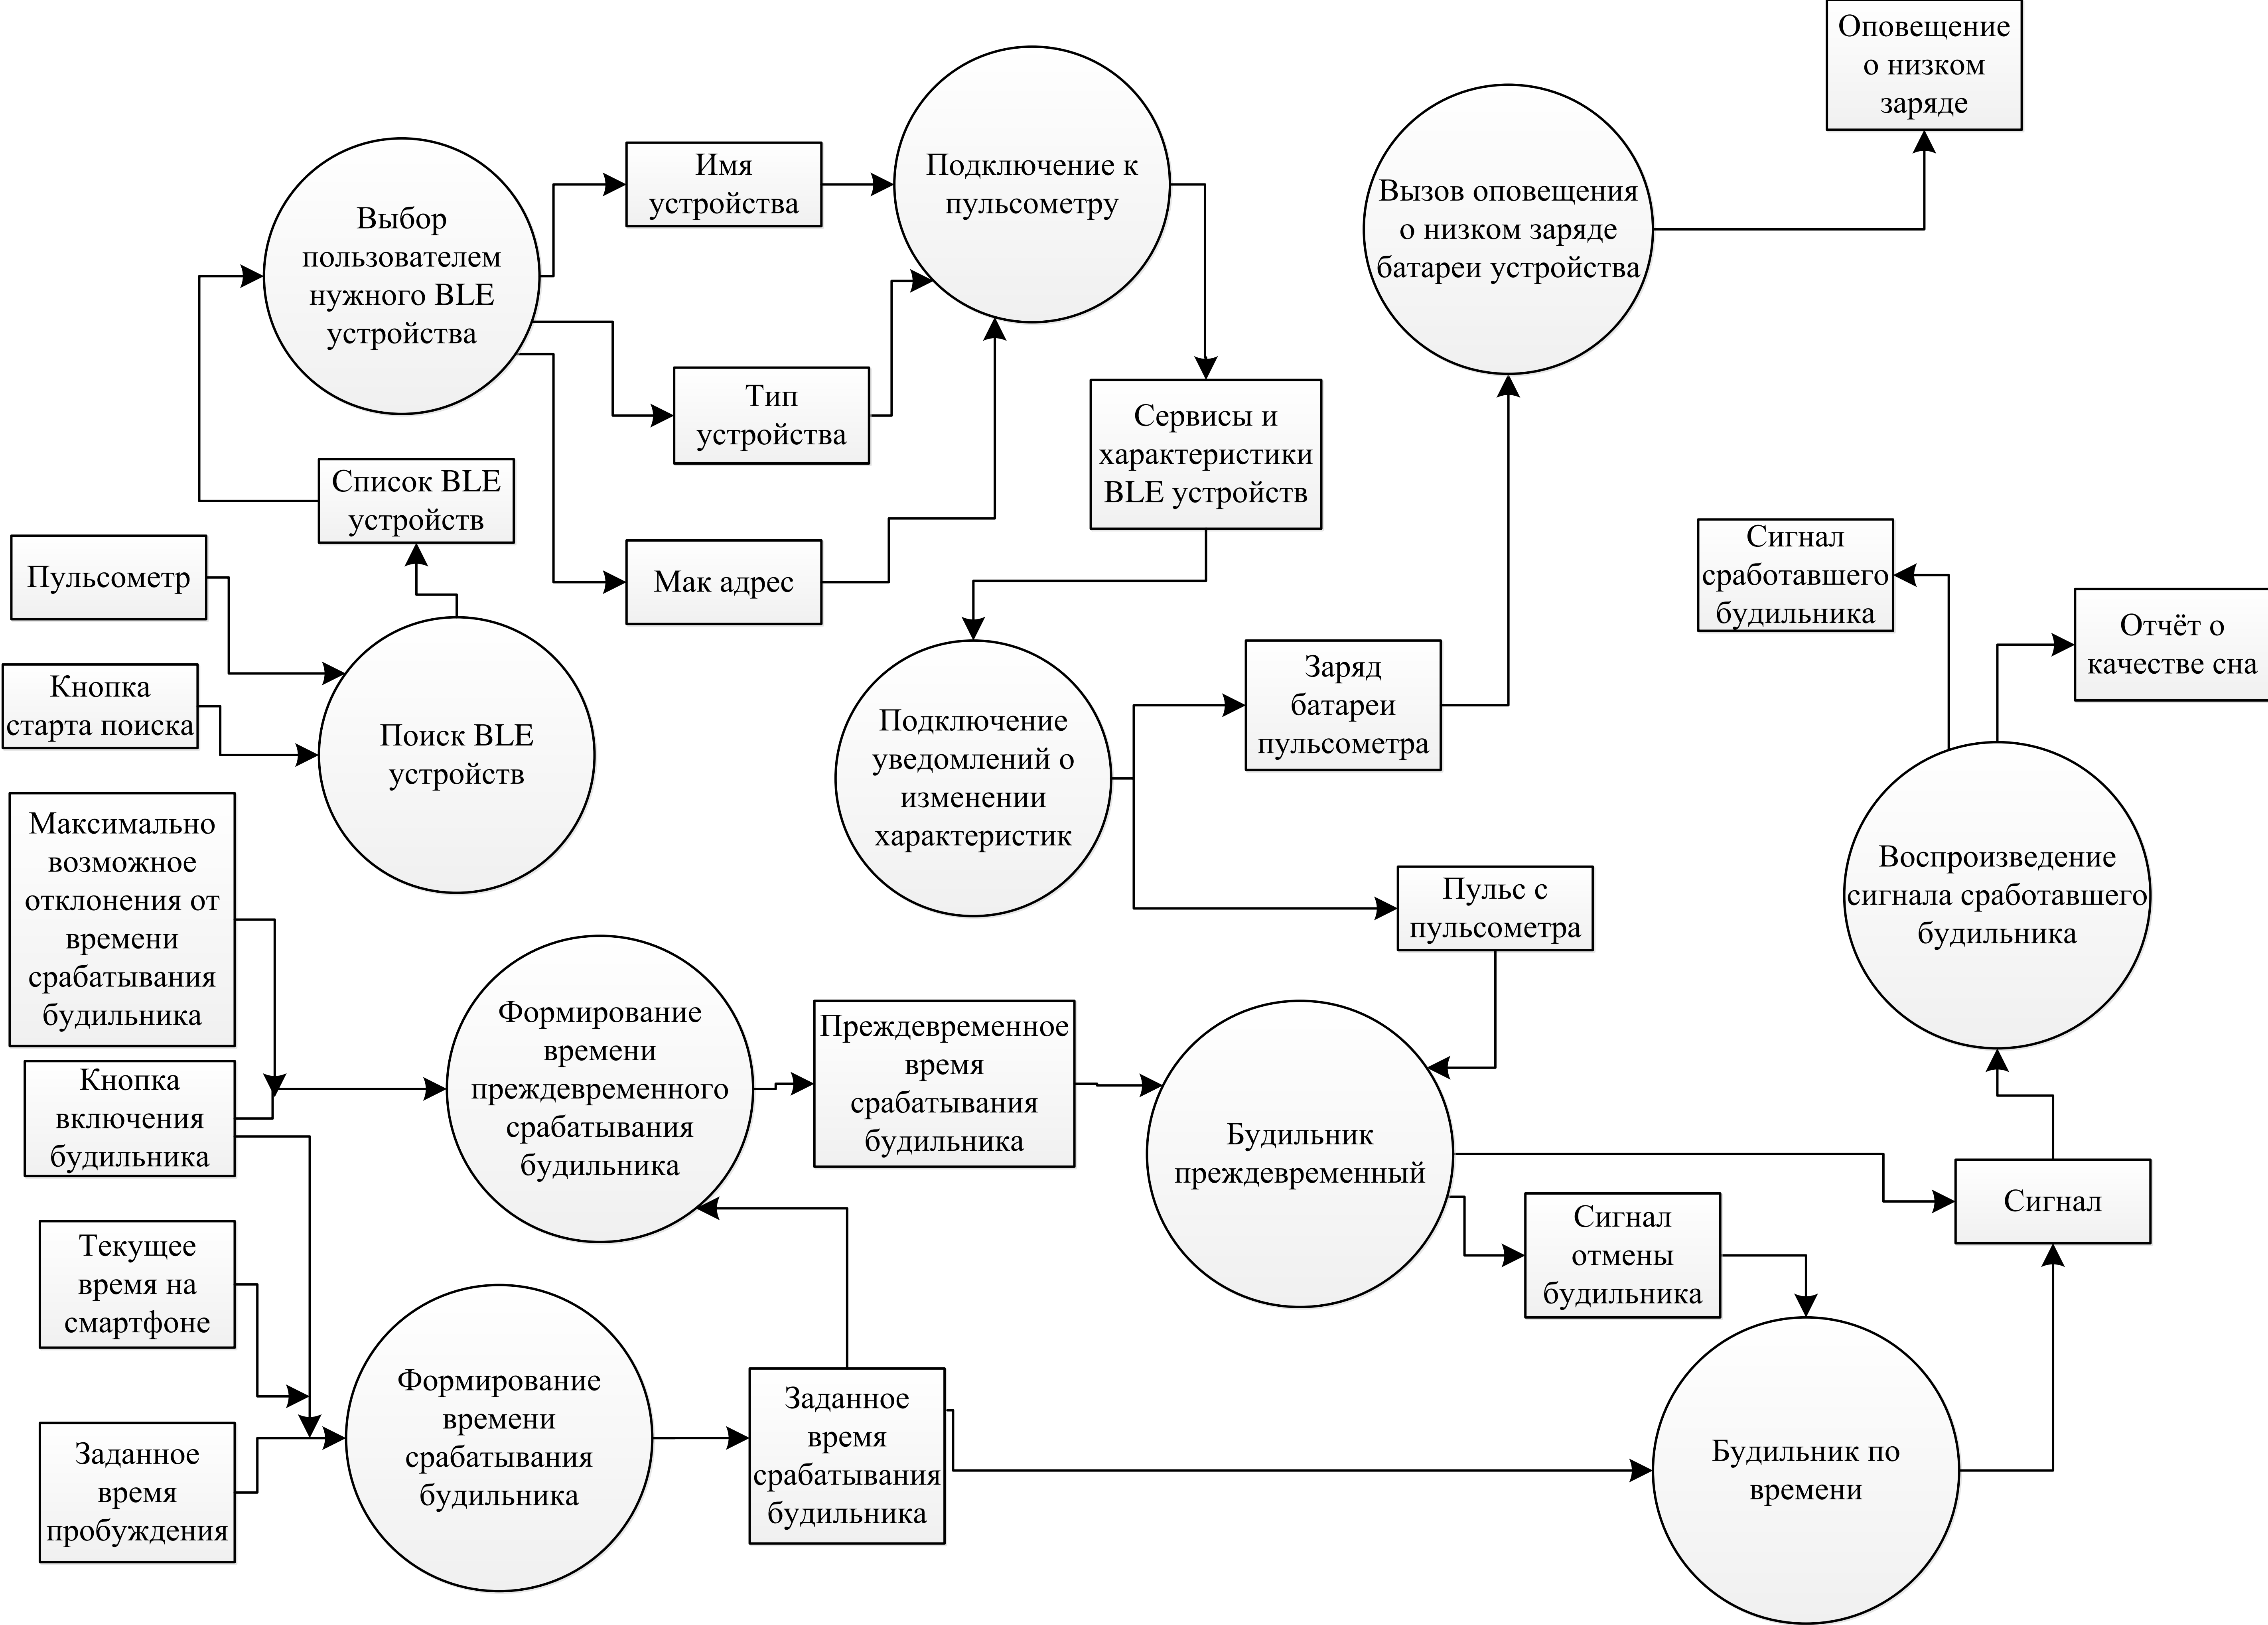 Оповещение
о низком
заряде
Имя
устройства
Подключение к
пульсометру
Вызов оповещения
о низком заряде
батареи устройства
Выбор
пользователем
нужного BLE
устройства
Тип
устройства
Сервисы и
характеристики
BLE устройств
Список BLE
устройств
Пульсометр
Мак адрес
Сигнал
сработавшего
будильника
Отчёт о
качестве сна
Кнопка
старта поиска
Поиск BLE
устройств
Подключение
уведомлений о
изменении
характеристик
Заряд
батареи
пульсометра
Максимально
возможное
отклонения от
времени
срабатывания
будильника
Пульс с
пульсометра
Воспроизведение
сигнала сработавшего
будильника
Кнопка
включения
будильника
Формирование
времени
преждевременного
срабатывания
будильника
Преждевременное
время
срабатывания
будильника
Будильник
преждевременный
Сигнал
отмены
будильника
Сигнал
Текущее
время на
смартфоне
Заданное
время
пробуждения
Формирование
времени
срабатывания
будильника
Заданное
время
срабатывания
будильника
Будильник по
времени